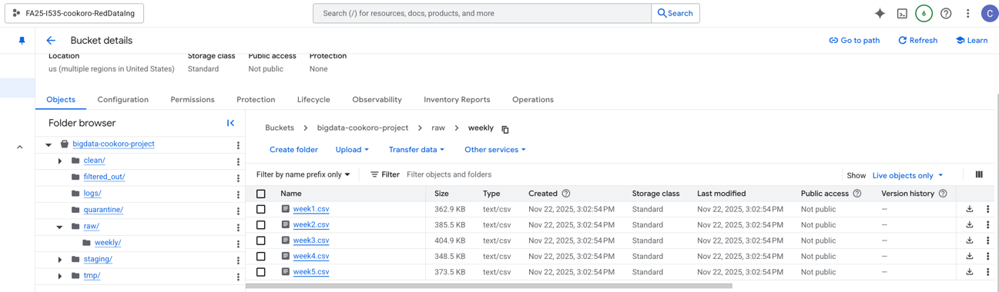 FA25-I535-cookoro-RedDataIng
Search (/) for resources, docs, products, and more
Search
6
C
Bucket details
Go to path
Refresh
Learn
Location Storage class Public access Protection
us (multiple regions in United States) Standard Not public None
Objects Configuration Permissions Protection Lifecycle Observability Inventory Reports Operations
Folder browser
bigdata-cookoro-project
clean/
filtered_out/
logs/
quarantine/
raw/
weekly/
staging/
tmp/
Buckets > bigdata-cookoro-project > raw > weekly
Create folder Upload Transfer data Other services
Filter by name prefix only Filter Filter objects and folders Show Live objects only
Name Size Type Created Storage class Last modified Public access Version history
week1.csv 362.9 KB text/csv Nov 22, 2025, 3:02:54 PM Standard Nov 22, 2025, 3:02:54 PM Not public —
week2.csv 385.5 KB text/csv Nov 22, 2025, 3:02:54 PM Standard Nov 22, 2025, 3:02:54 PM Not public —
week3.csv 404.9 KB text/csv Nov 22, 2025, 3:02:54 PM Standard Nov 22, 2025, 3:02:54 PM Not public —
week4.csv 348.5 KB text/csv Nov 22, 2025, 3:02:54 PM Standard Nov 22, 2025, 3:02:54 PM Not public —
week5.csv 373.5 KB text/csv Nov 22, 2025, 3:02:54 PM Standard Nov 22, 2025, 3:02:54 PM Not public —